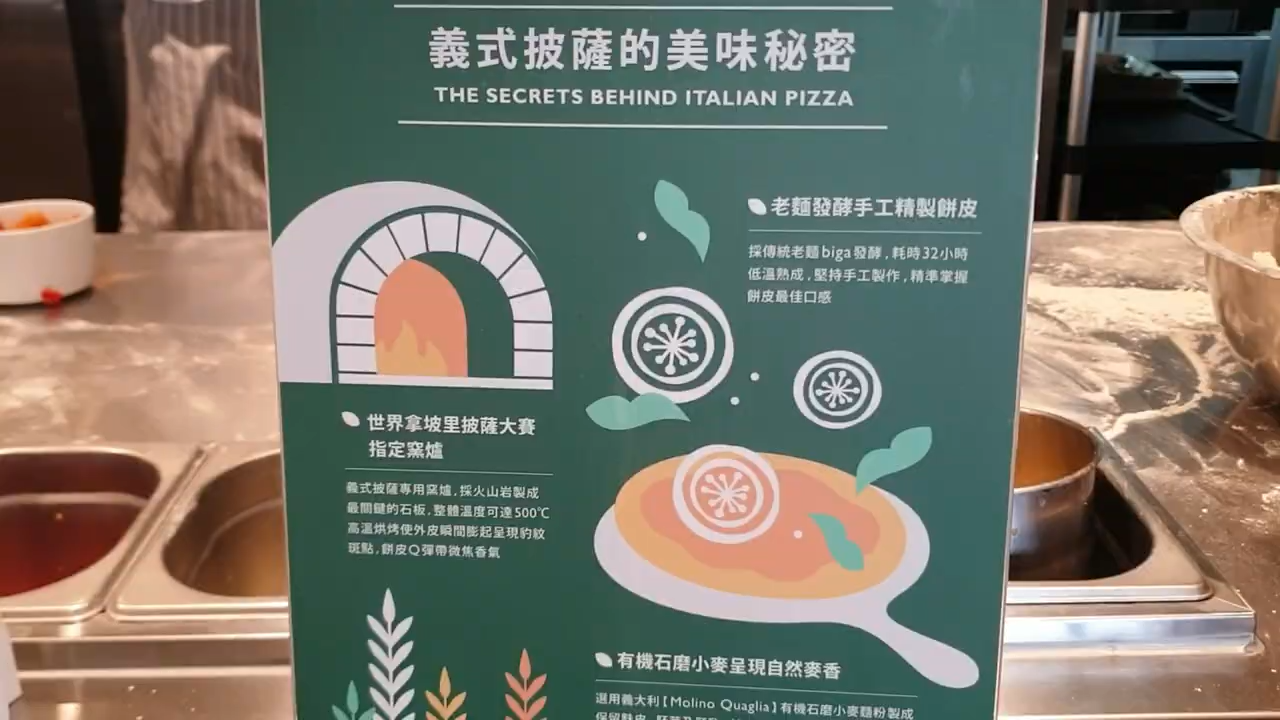 義式披薩的美味秘密
THE SECRETS BEHIND ITALIAN PIZZA
老麵發酵手工精製餅皮
採傳統老麵biga發酵,耗時32小時
低溫熟成,堅持手工製作,精準掌握
餅皮最佳口感
世界拿坡里披薩大賽
指定窯爐
義式披薩專用窯爐,採火山岩製成
最關鍵的石板,整體溫度可達500℃
高溫烘烤使外皮瞬間膨起呈現豹紋
斑點,餅皮Q彈帶微焦香氣
有機石磨小麥呈現自然麥香
選用義大利【Molino Quaglia】有機石磨小麥麵粉製成